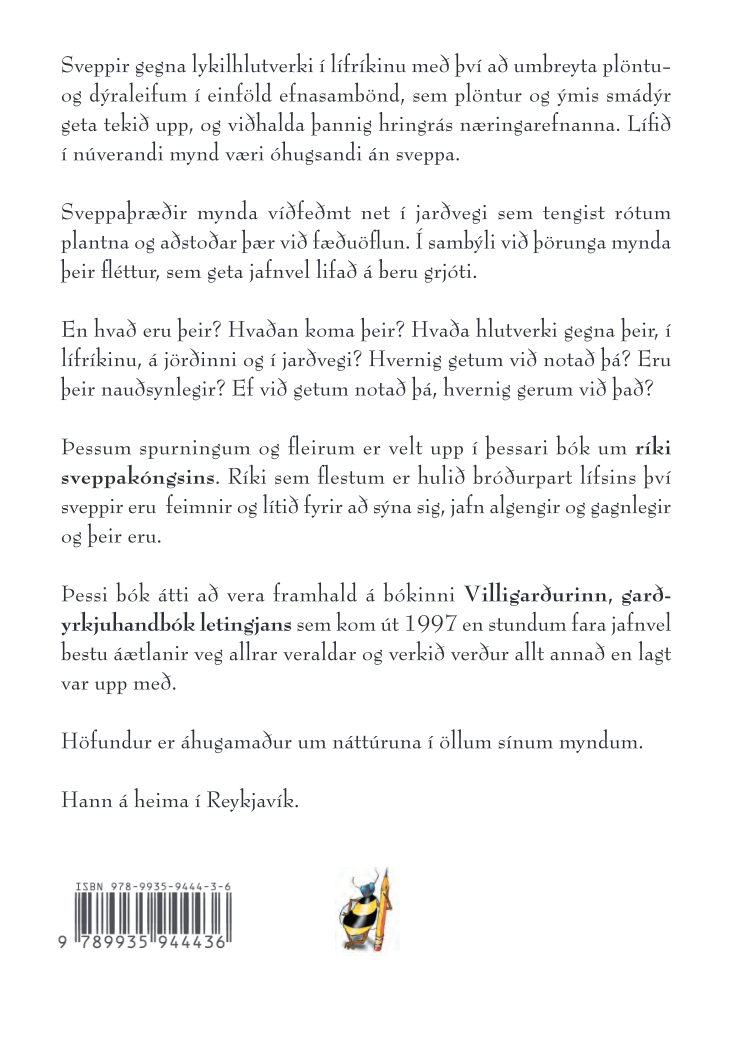 Sveppir gegna lykilhlutverki í lífríkinu með því að umbreyta plöntu-
og dýraleifum í einföld efnasambönd, sem plöntur og ýmis smádýr
geta tekið upp, og viðhalda þannig hringrás næringarefnanna. Lífið
í núverandi mynd væri óhugsandi án sveppa.
Sveppaþræðir mynda víðfeðmt net í jarðvegi sem tengist rótum
plantna og aðstoðar þær við fæðuöflun. Í sambýli við þörunga mynda
þeir fléttur, sem geta jafnvel lifað á beru grjóti.
En hvað eru þeir? Hvaðan koma þeir? Hvaða hlutverki gegna þeir, í
lífríkinu, á jörðinni og í jarðvegi? Hvernig getum við notað þá? Eru
þeir nauðsynlegir? Ef við getum notað þá, hvernig gerum við það?
Þessum spurningum og fleirum er velt upp í þessari bók um ríki
sveppakóngsins. Ríki sem flestum er hulið bróðurpart lífsins því
sveppir eru feimnir og lítið fyrir að sýna sig, jafn algengir og gagnlegir
og þeir eru.
Þessi bók átti að vera framhald á bókinni Villigarðurinn, garð-
yrkjuhandbók letingjans sem kom út 1997 en stundum fara jafnvel
bestu áætlanir veg allrar veraldar og verkið verður allt annað en lagt
var upp með.
Höfundur er áhugamaður um náttúruna í öllum sínum myndum.
Hann á heima í Reykjavík.
ISBN 978-9935-9444-3-6
9 789935 944436